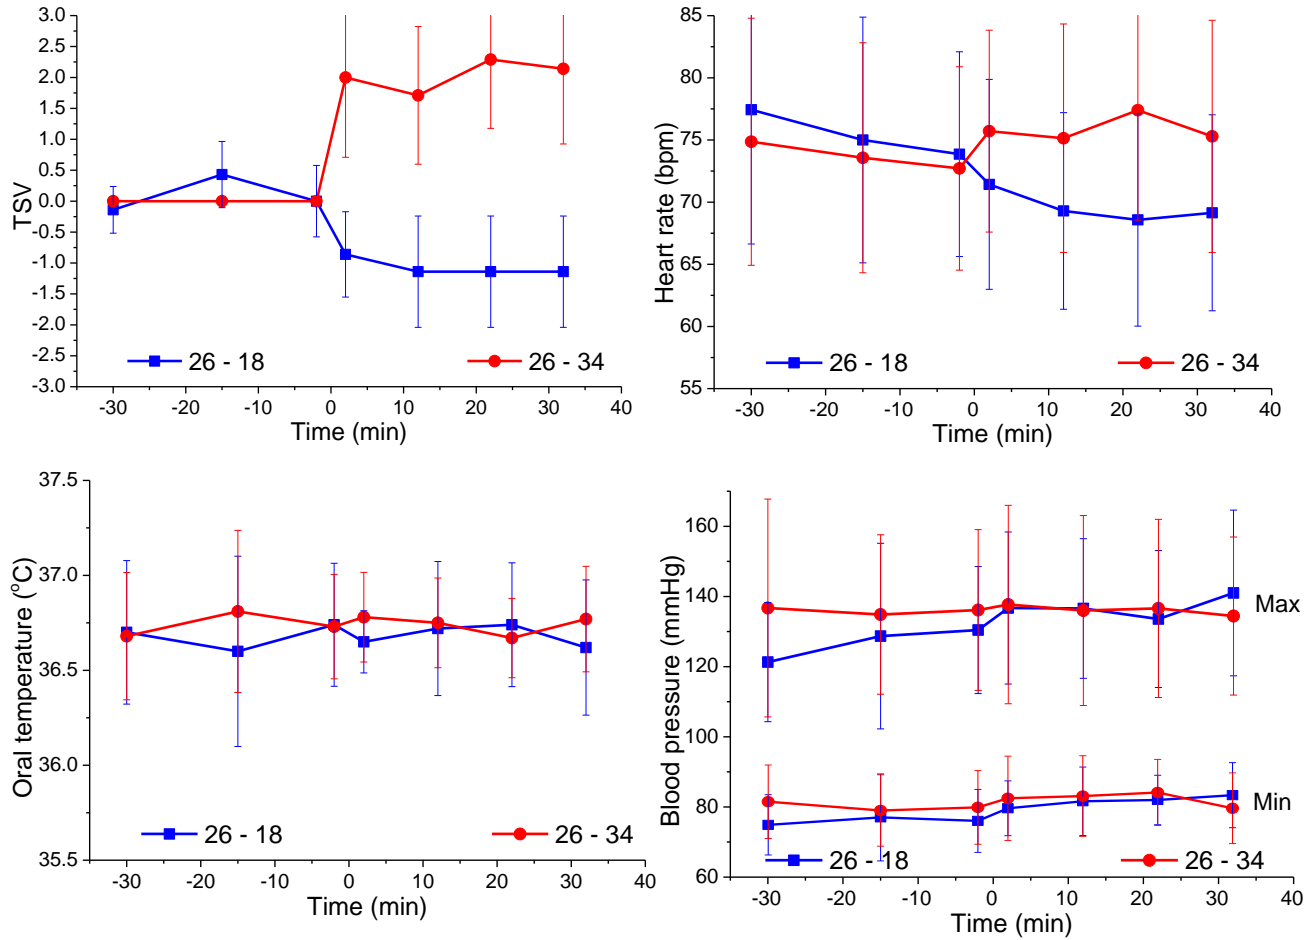 3.0
2.5
2.0
1.5
1.0
0.5
0.0
-0.5
-1.0
-1.5
-2.0
-2.5
-3.0
TSV
26 - 18
26 - 34
-30 -20 -10 0 10 20 30 40
Time (min)
85
80
75
70
65
60
55
Heart rate (bpm)
26 - 18
26 - 34
-30 -20 -10 0 10 20 30 40
Time (min)
37.5
37.0
36.5
36.0
35.5
Oral temperature (°C)
26 - 18
26 - 34
-30 -20 -10 0 10 20 30 40
Time (min)
160
140
120
100
80
60
Blood pressure (mmHg)
Max
Min
26 - 18
26 - 34
-30 -20 -10 0 10 20 30 40
Time (min)